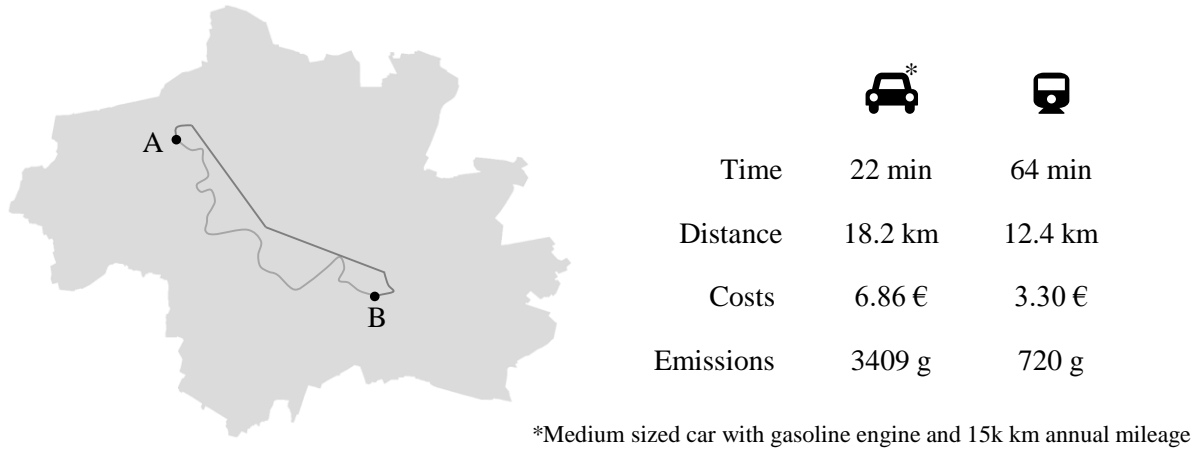 *
A
B
Time 22 min 64 min
Distance 18.2 km 12.4 km
Costs 6.86 € 3.30 €
Emissions 3409 g 720 g
*Medium sized car with gasoline engine and 15k km annual mileage